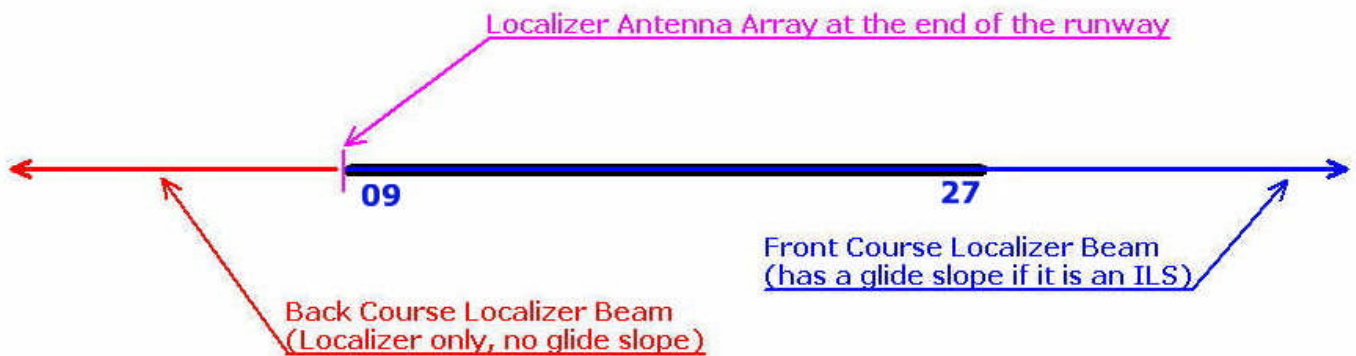 Localizer Antenna Array at the end of the runway
09
27
Front Course Localizer Beam
(has a glide slope if it is an ILS)
Back Course Localizer Beam
(Localizer only, no glide slope)